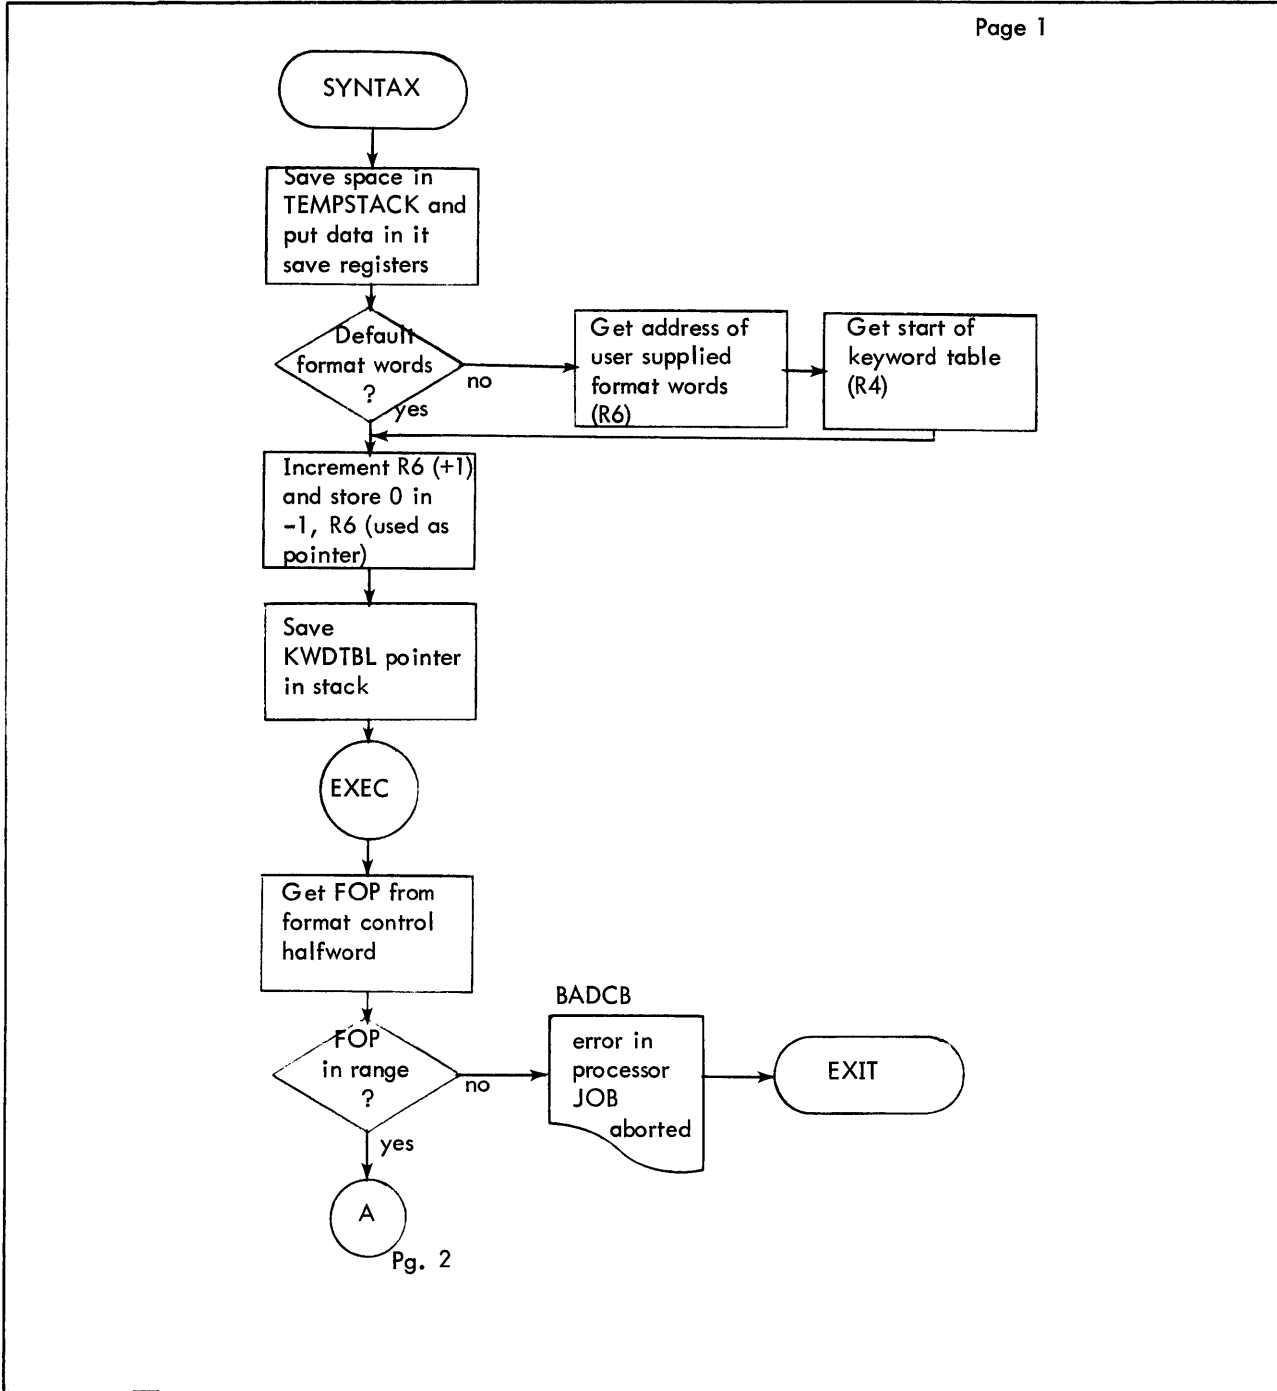 Page 1
SYNTAX
Save space in
TEMPSTACK and
put data in it
save registers
Default
format words
?
no
yes
Get address of
user supplied
format words
(R6)
Get start of
keyword table
(R4)
Increment R6 (+1)
and store 0 in
-1, R6 (used as
pointer)
Save
KWDTBL pointer
in stack
EXEC
Get FOP from
format control
halfword
FOP
in range
?
no
yes
BADCB
error in
processor
JOB
aborted
EXIT
A
Pg. 2